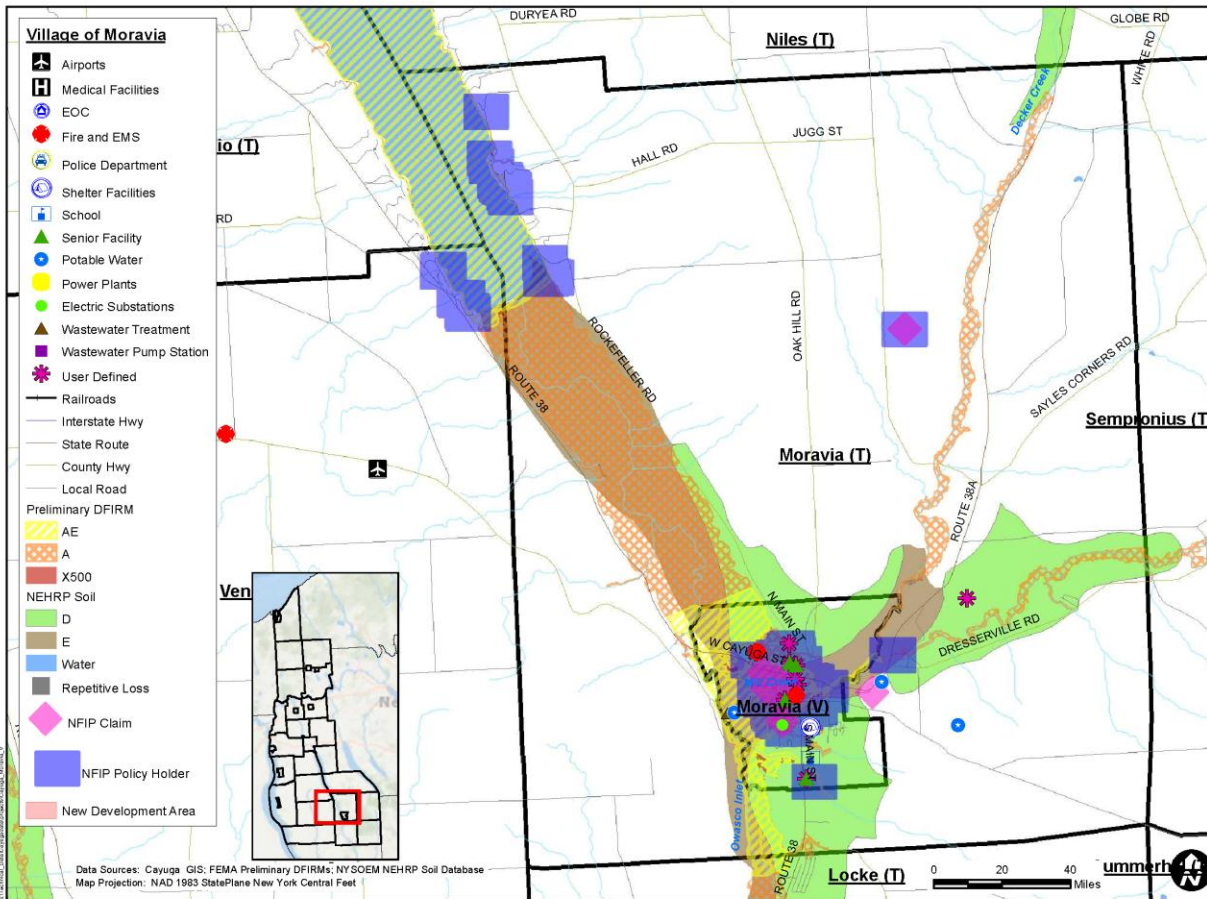 Village of Moravia
Airports
Medical Facilities
EOC
Fire and EMS
Police Department
Shelter Facilities
School
Senior Facility
Potable Water
Power Plants
Electric Substations
Wastewater Treatment
Wastewater Pump Station
User Defined
Railroads
Interstate Hwy
State Route
County Hwy
Local Road
Preliminary DFIRM
AE
A
X500
NEHRP Soil
D
E
Water
Repetitive Loss
NFIP Claim
NFIP Policy Holder
New Development Area
DURYEA RD
GLOBE RD
Niles (T)
WHITE RD
Decker Creek
JUGG ST
io (T)
HALL RD
RD
OAK HILL RD
ROCKEFELLER RD
ROUTE 38
SAYLES CORNERS RD
Sempronius (T
Moravia (T)
ROUTE 38A
Ven
N MAIN ST
W CAYUGA ST
DRESSERVILLE RD
Moravia (V)
S MAIN ST
Owasco Inlet
ROUTE 38
Locke (T)
ummerhi
0 20 40
Miles
N
Data Sources: Cayuga GIS; FEMA Preliminary DFIRMs; NYSOEM NEHRP Soil Database
Map Projection: NAD 1983 StatePlane New York Central Feet